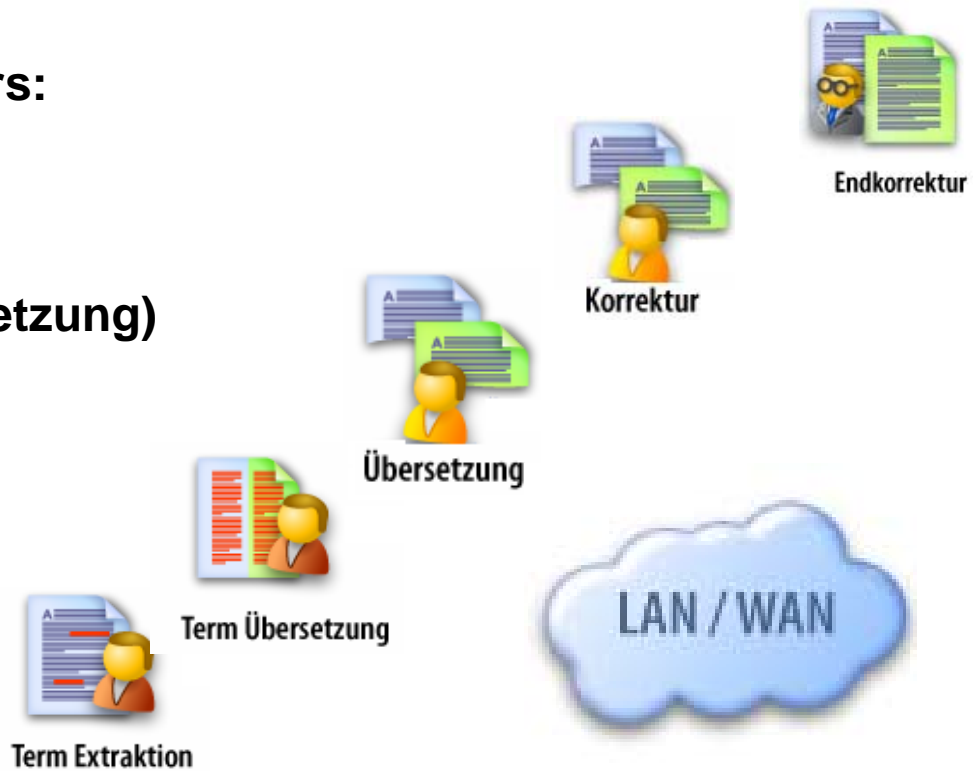 rs:
Endkorrektur
Korrektur
etzung)
Übersetzung
Term Übersetzung
LAN / WAN
Term Extraktion